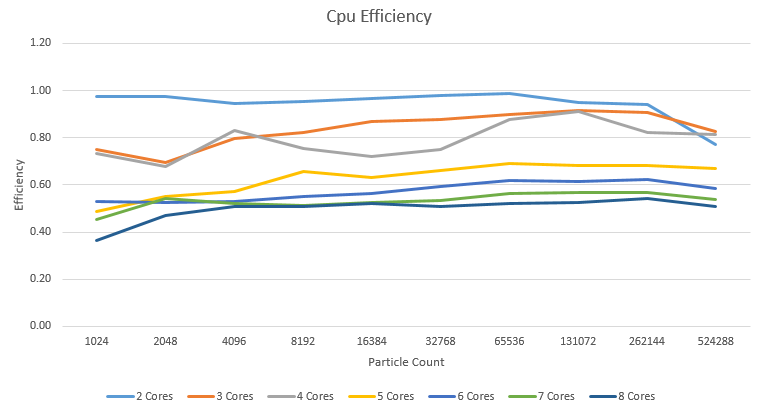 Cpu Efficiency
1.20
1.00
0.80
0.60
0.40
0.20
0.00
Efficiency
1024 2048 4096 8192 16384 32768 65536 131072 262144 524288
Particle Count
2 Cores 3 Cores 4 Cores 5 Cores 6 Cores 7 Cores 8 Cores